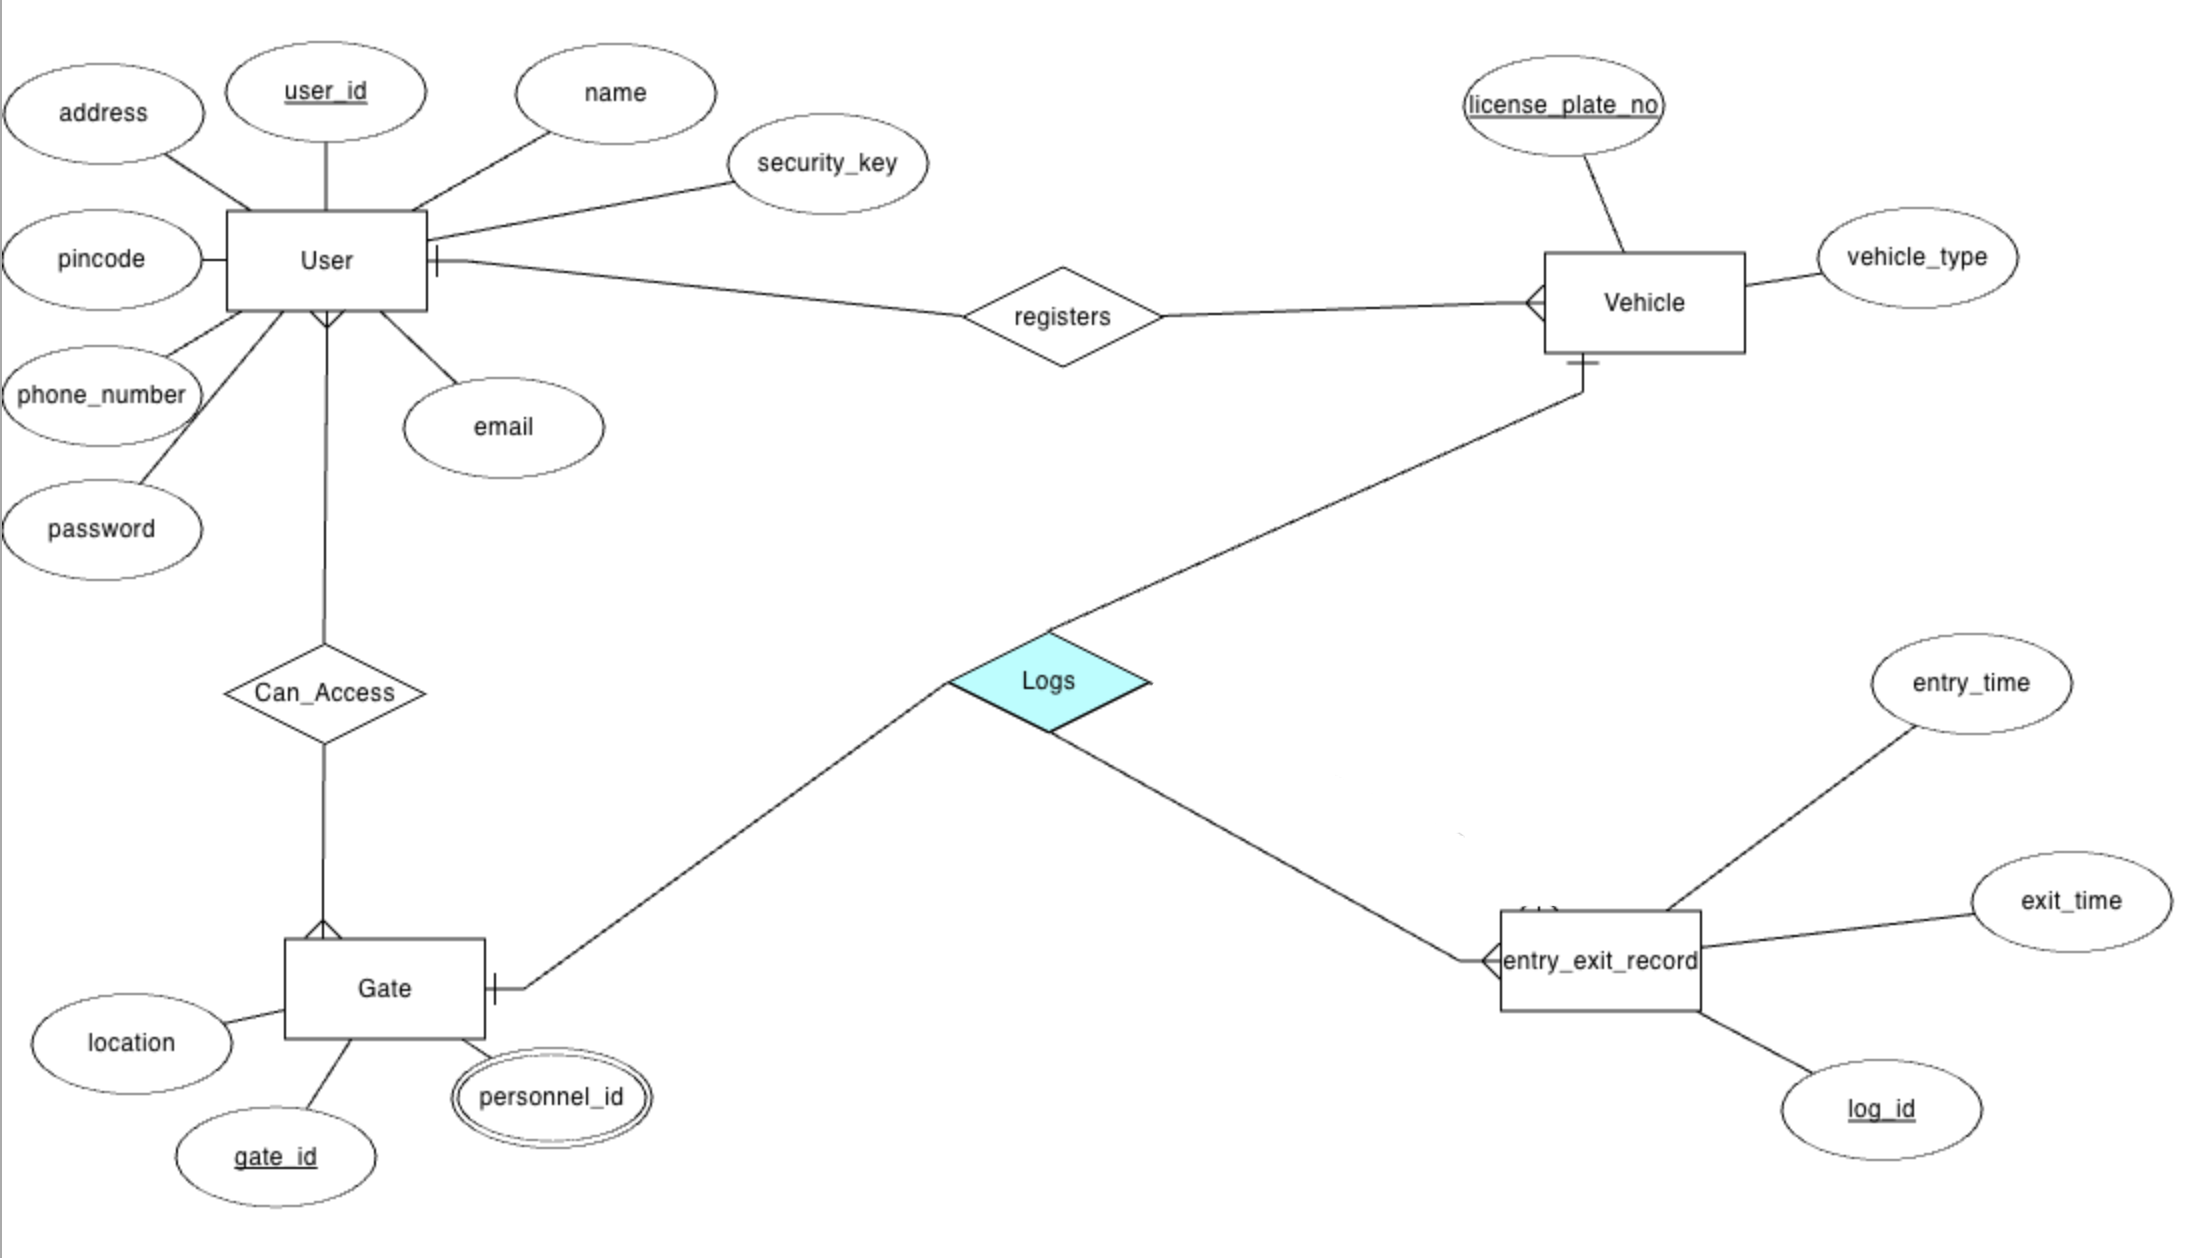 address
user_id
name
security_key
license_plate_no
pincode
User
registers
Vehicle
vehicle_type
phone_number
email
password
Can_Access
Logs
entry_time
exit_time
entry_exit_record
Gate
location
personnel_id
gate_id
log_id